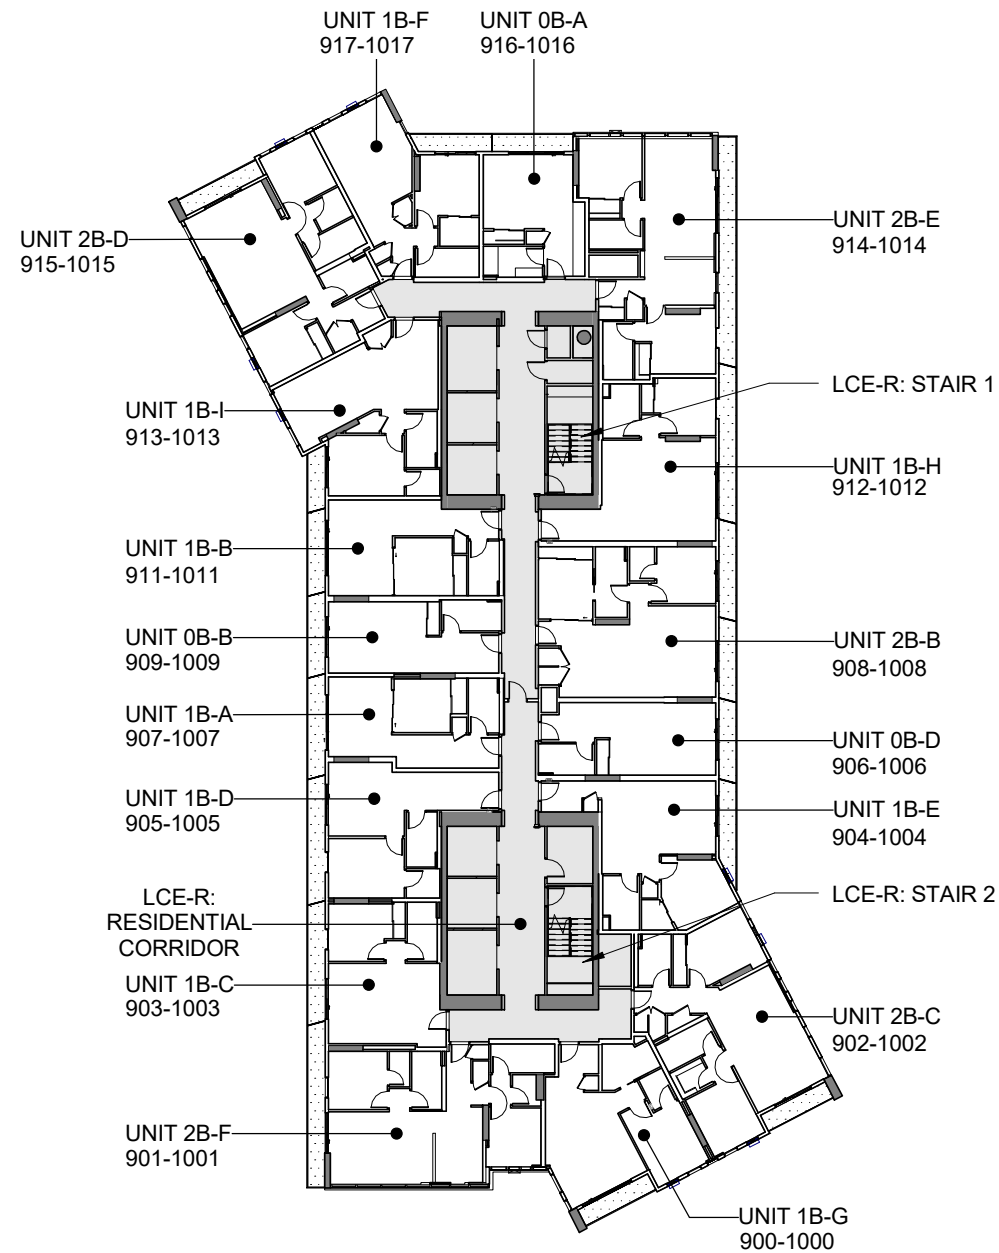 UNIT 1B-F
917-1017
UNIT 0B-A
916-1016
UNIT 2B-D
915-1015
UNIT 2B-E
914-1014
LCE-R: STAIR 1
UNIT 1B-I
913-1013
UNIT 1B-H
912-1012
UNIT 1B-B
911-1011
UNIT 0B-B
909-1009
UNIT 2B-B
908-1008
UNIT 1B-A
907-1007
UNIT 0B-D
906-1006
UNIT 1B-D
905-1005
UNIT 1B-E
904-1004
LCE-R:
RESIDENTIAL
CORRIDOR
LCE-R: STAIR 2
UNIT 1B-C
903-1003
UNIT 2B-C
902-1002
UNIT 2B-F
901-1001
UNIT 1B-G
900-1000